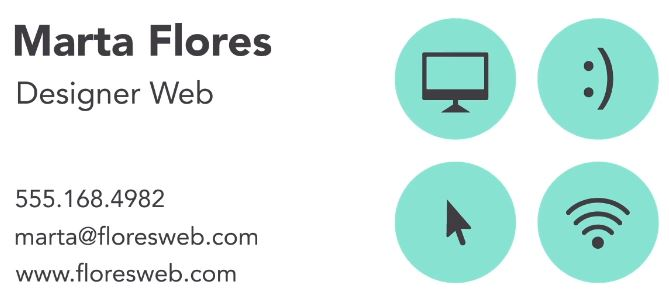 Marta Flores
Designer Web
555.168.4982
marta@floresweb.com
www.floresweb.com
:)